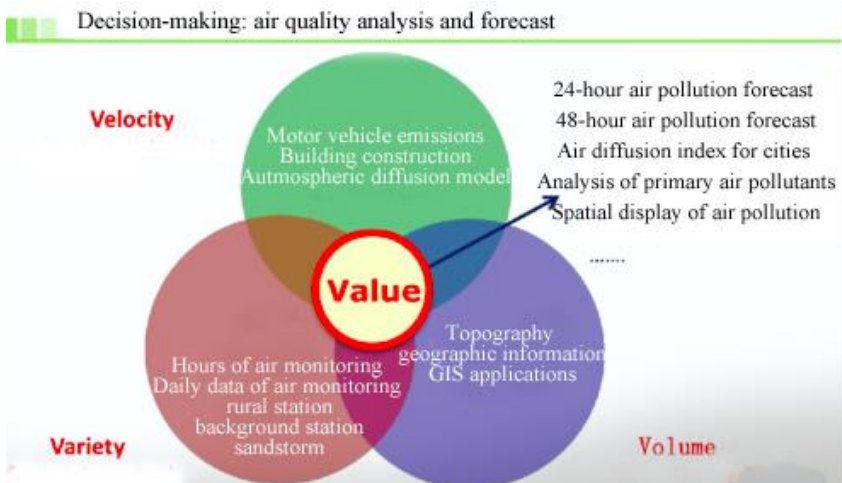 Decision-making: air quality analysis and forecast
Velocity
Motor vehicle emissions
Building construction
Autmospheric diffusion model
24-hour air pollution forecast
48-hour air pollution forecast
Air diffusion index for cities
Analysis of primary air pollutants
Spatial display of air pollution
.......
Value
Topography
geographic information
GIS applications
Hours of air monitoring
Daily data of air monitoring
rural station
background station
sandstorm
Variety
Volume